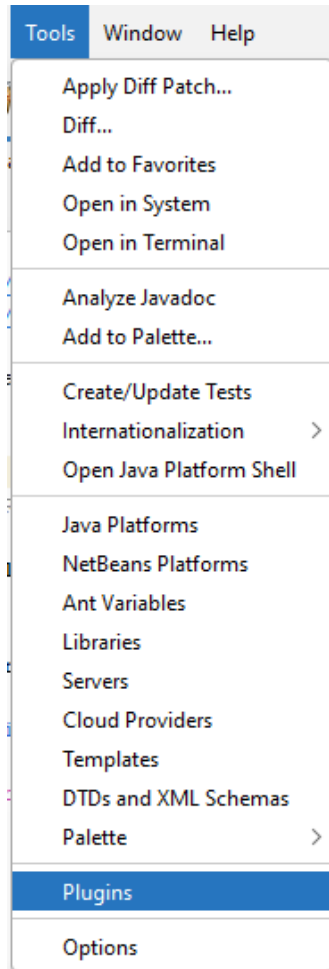 Tools Window Help
Apply Diff Patch...
Diff...
Add to Favorites
Open in System
Open in Terminal
Analyze Javadoc
Add to Palette...
Create/Update Tests
Internationalization
Open Java Platform Shell
Java Platforms
NetBeans Platforms
Ant Variables
Libraries
Servers
Cloud Providers
Templates
DTDs and XML Schemas
Palette
Plugins
Options